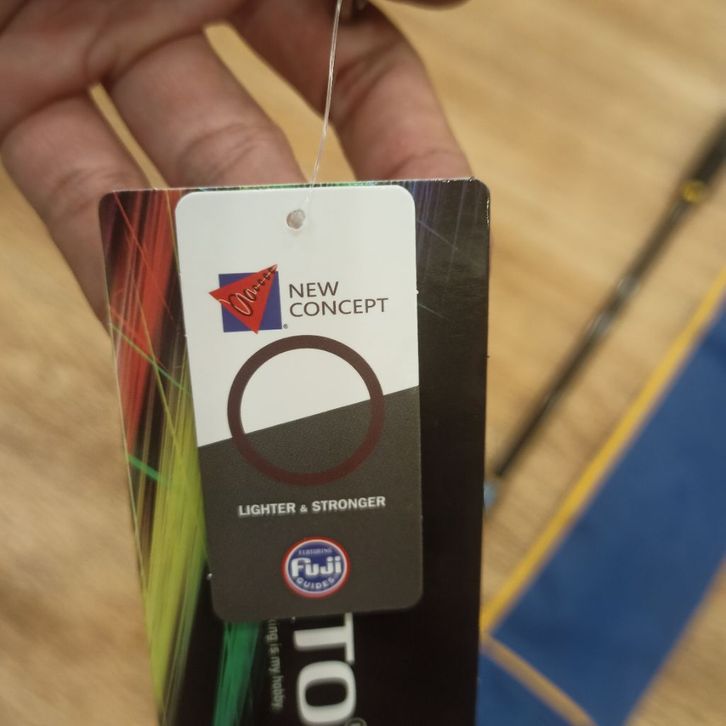 NEW
CONCEPT
®
LIGHTER & STRONGER
FEATURING
Fuji
GUIDES
TO
ing is my hobby.